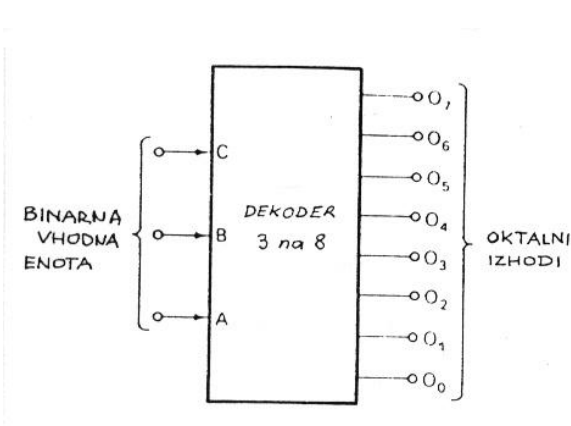 BINARNA
VHODNA
ENOTA
C
B
A
DEKODER
3 na 8
O₇
O₆
O₅
O₄
O₃
O₂
O₁
O₀
OKTALNI
IZHODI